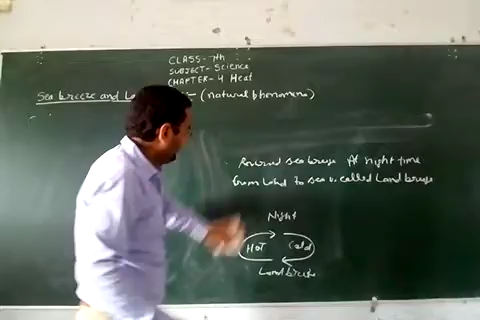 CLASS- 7th
SUBJECT- Science
CHAPTER- 4 Heat
Sea breeze and La - (natural phenomena)
sea breeze At night time
from Land to sea is called Land breeze
Night
Hot Cold
Land breeze